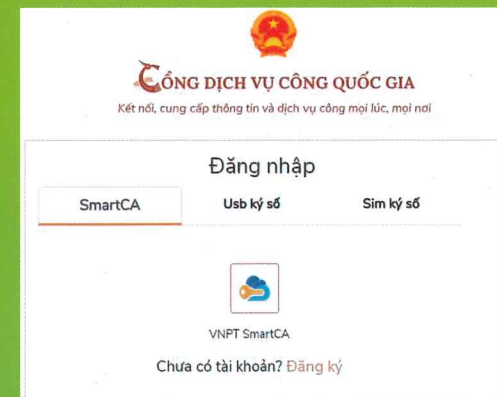 CỔNG DỊCH VỤ CÔNG QUỐC GIA
Kết nối, cung cấp thông tin và dịch vụ công mọi lúc, mọi nơi
Đăng nhập
SmartCA Usb ký số Sim ký số
VNPT SmartCA
Chưa có tài khoản? Đăng ký